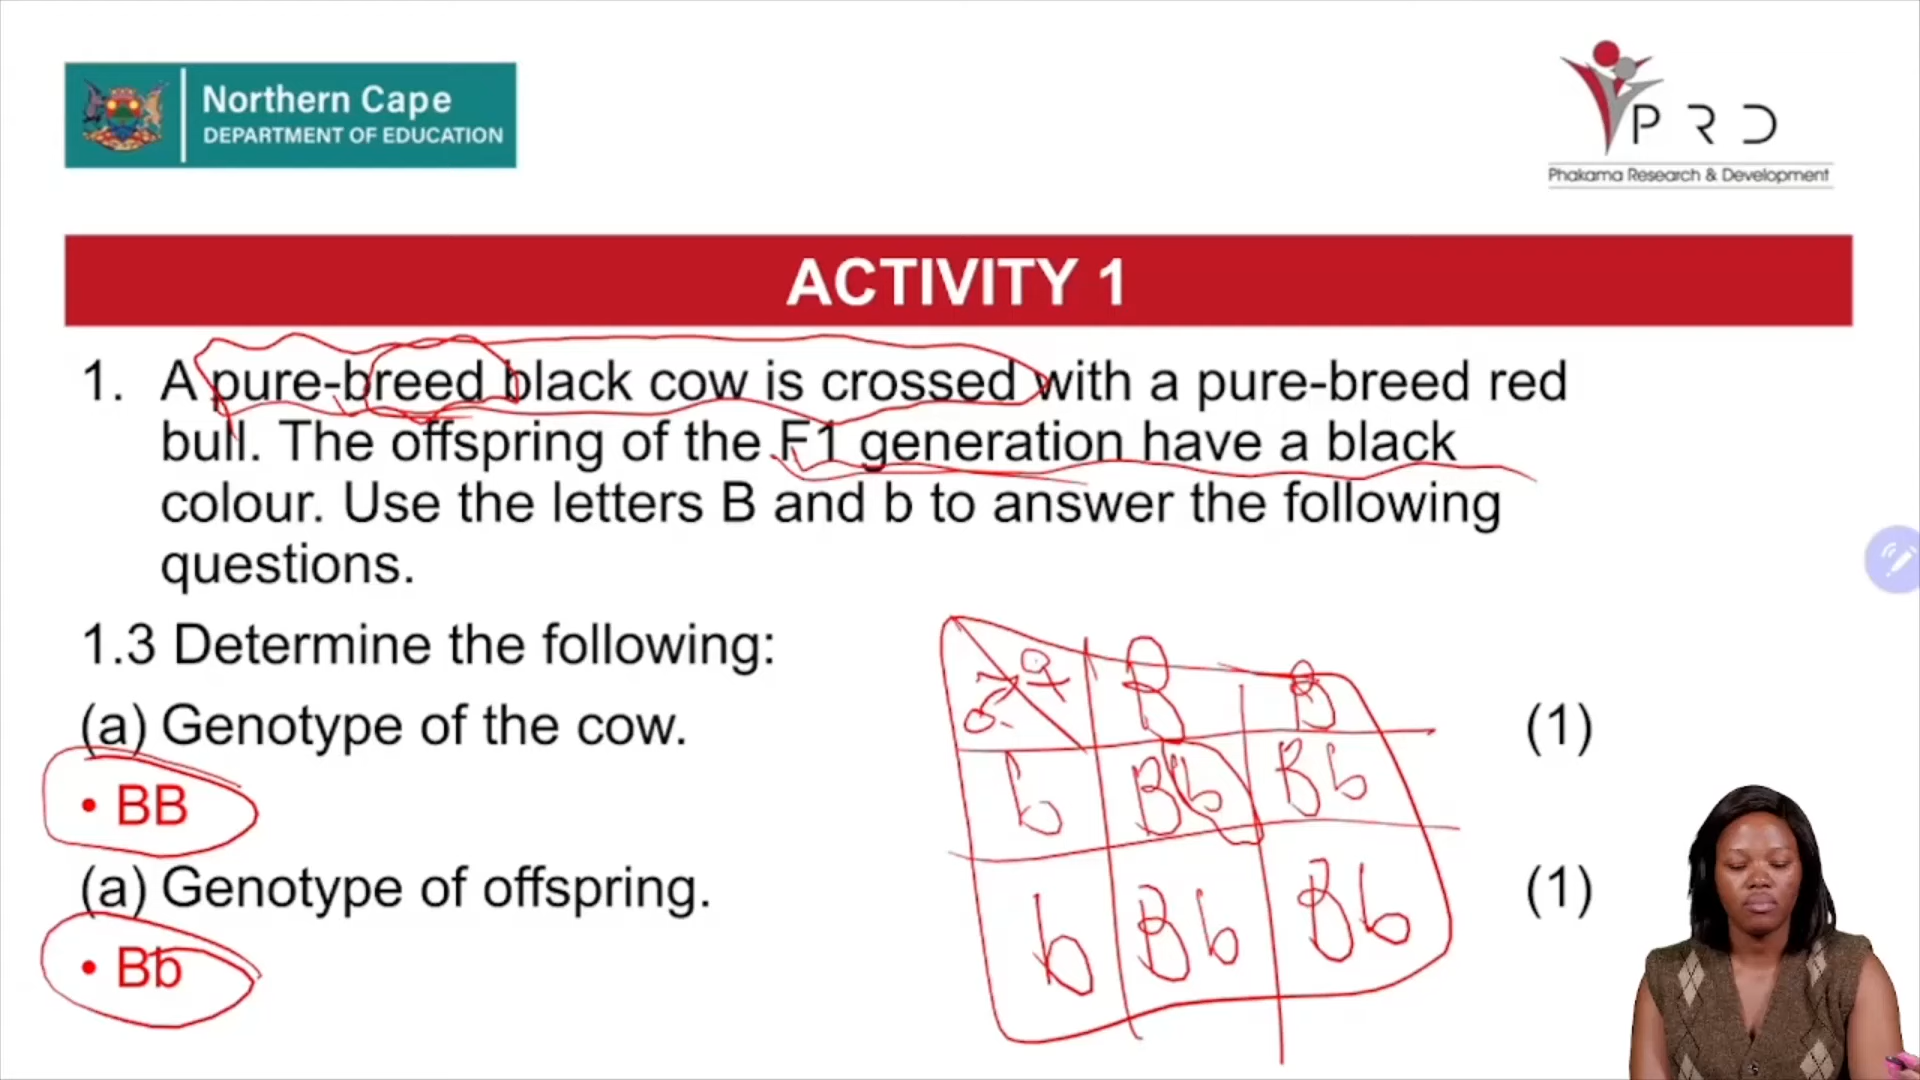 Northern Cape
DEPARTMENT OF EDUCATION
PRD
Phakama Research & Development
ACTIVITY 1
1. A pure-breed black cow is crossed with a pure-breed red
bull. The offspring of the F1 generation have a black
colour. Use the letters B and b to answer the following
questions.
1.3 Determine the following:
(a) Genotype of the cow. (1)
• BB
(a) Genotype of offspring. (1)
• Bb
♂ ♀ B B
b Bb Bb
b Bb Bb